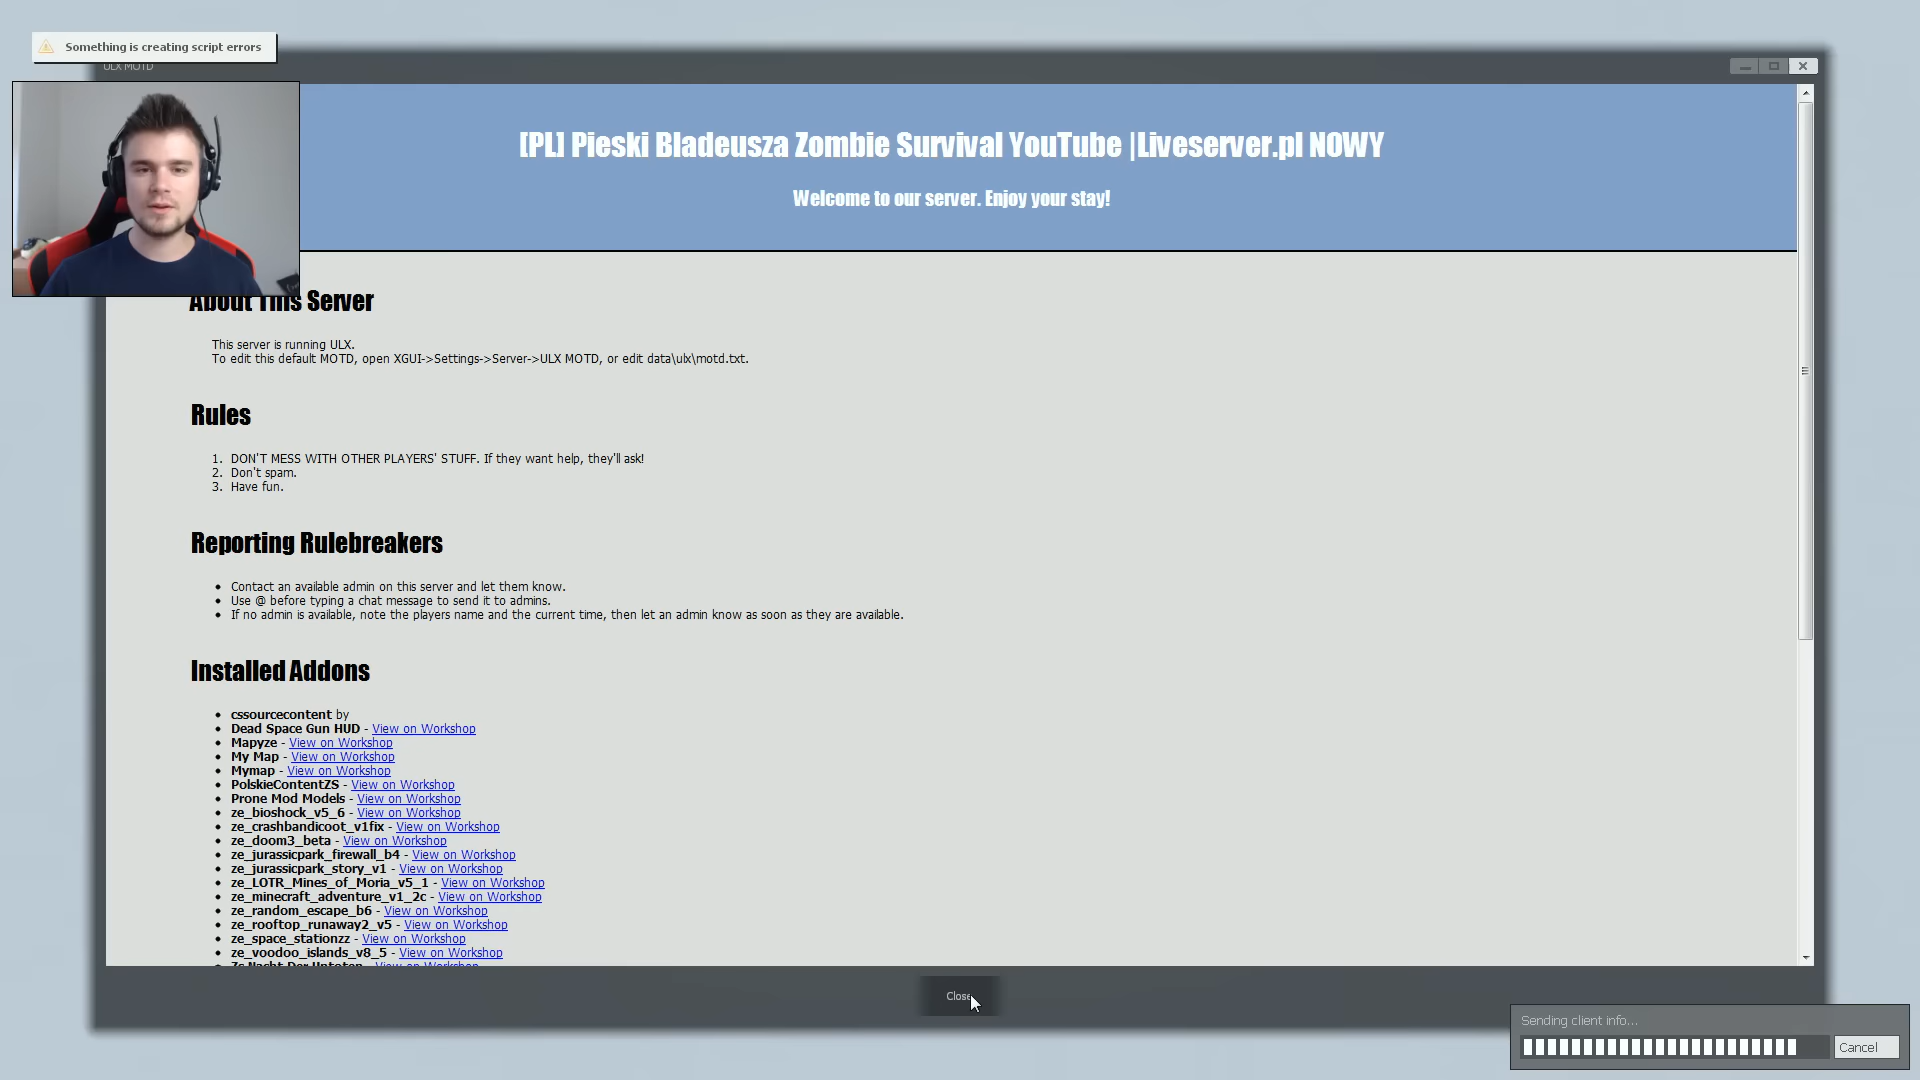 Something is creating script errors
ULX MOTD
[PL] Pieski Bladeusza Zombie Survival YouTube |Liveserver.pl NOWY
Welcome to our server. Enjoy your stay!
About This Server
This server is running ULX.
To edit this default MOTD, open XGUI->Settings->Server->ULX MOTD, or edit data\ulx\motd.txt.
Rules
1. DON'T MESS WITH OTHER PLAYERS' STUFF. If they want help, they'll ask!
2. Don't spam.
3. Have fun.
Reporting Rulebreakers
• Contact an available admin on this server and let them know.
• Use @ before typing a chat message to send it to admins.
• If no admin is available, note the players name and the current time, then let an admin know as soon as they are available.
Installed Addons
• cssourcecontent by
• Dead Space Gun HUD - View on Workshop
• Mapyze - View on Workshop
• My Map - View on Workshop
• Mymap - View on Workshop
• PolskieContentZS - View on Workshop
• Prone Mod Models - View on Workshop
• ze_bioshock_v5_6 - View on Workshop
• ze_crashbandicoot_v1fix - View on Workshop
• ze_doom3_beta - View on Workshop
• ze_jurassicpark_firewall_b4 - View on Workshop
• ze_jurassicpark_story_v1 - View on Workshop
• ze_LOTR_Mines_of_Moria_v5_1 - View on Workshop
• ze_minecraft_adventure_v1_2c - View on Workshop
• ze_random_escape_b6 - View on Workshop
• ze_rooftop_runaway2_v5 - View on Workshop
• ze_space_stationzz - View on Workshop
• ze_voodoo_islands_v8_5 - View on Workshop
• Zs Nacht Der Untoten - View on Workshop
Close
Sending client info...
Cancel